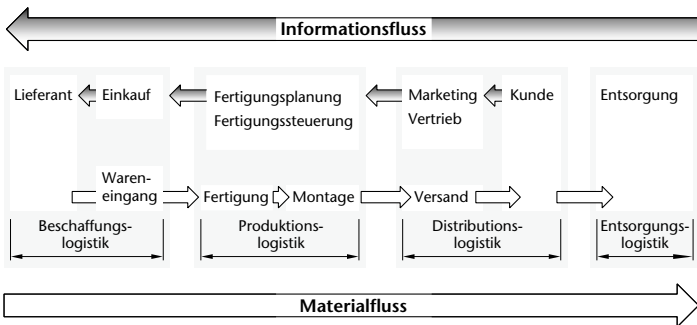 Informationsfluss
Lieferant Einkauf Fertigungsplanung Marketing Kunde Entsorgung
Fertigungssteuerung Vertrieb
Waren-
eingang Fertigung Montage Versand
Beschaffungs- Produktions- Distributions- Entsorgungs-
logistik logistik logistik logistik
Materialfluss